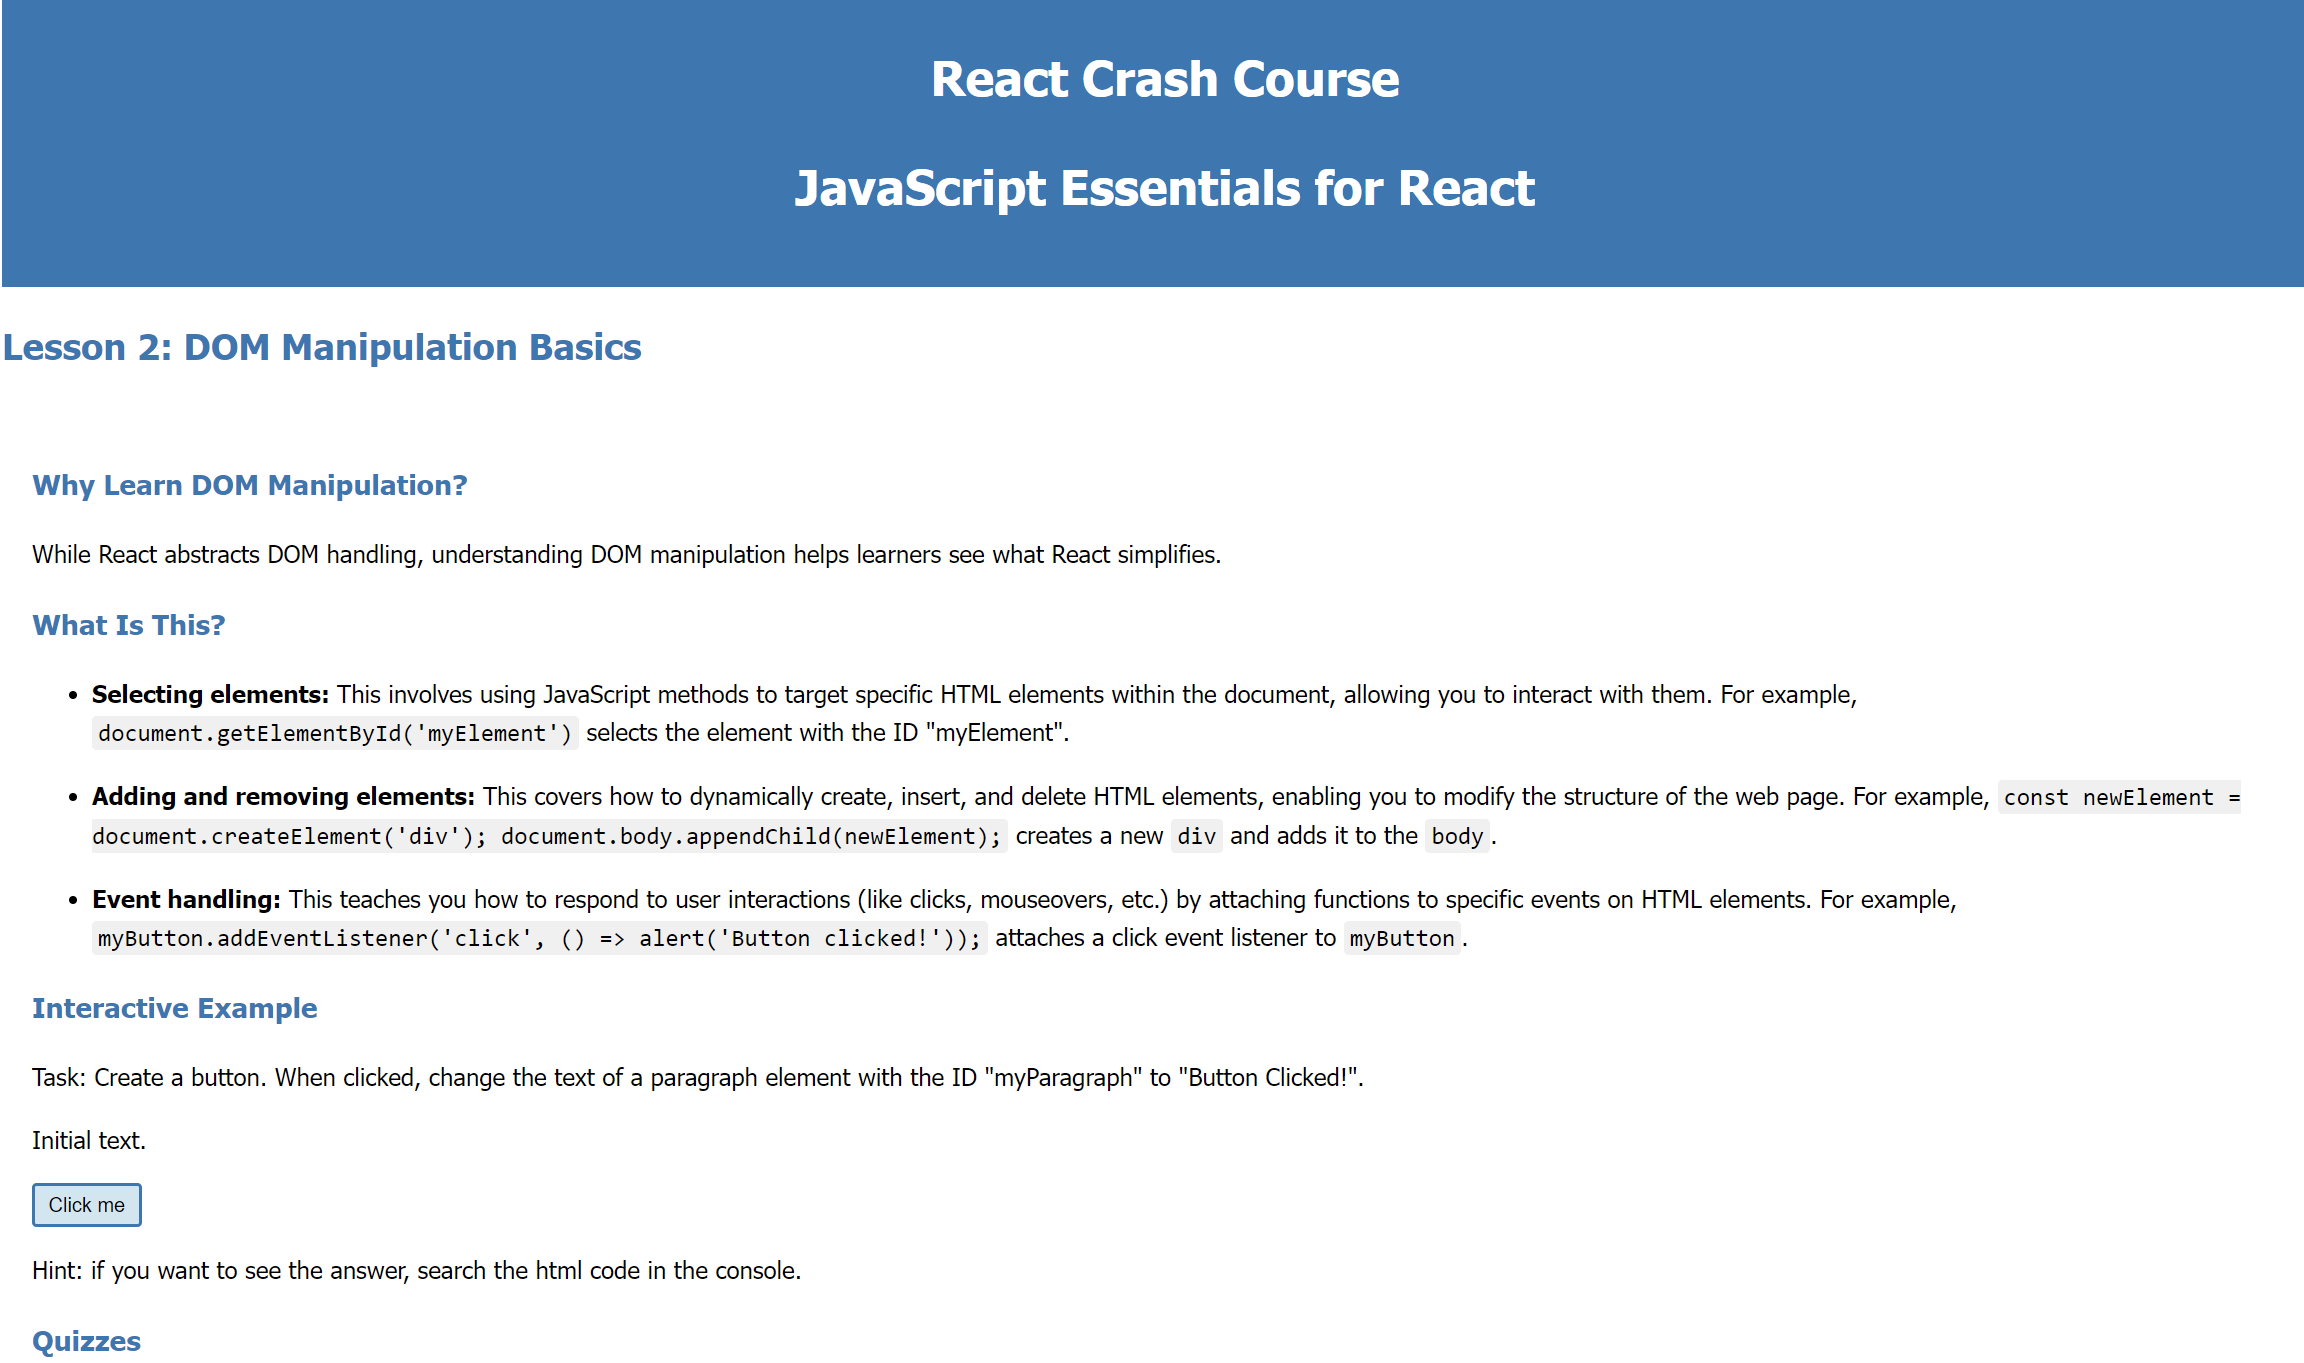 React Crash Course
JavaScript Essentials for React
Lesson 2: DOM Manipulation Basics
Why Learn DOM Manipulation?
While React abstracts DOM handling, understanding DOM manipulation helps learners see what React simplifies.
What Is This?
• Selecting elements: This involves using JavaScript methods to target specific HTML elements within the document, allowing you to interact with them. For example,
document.getElementById('myElement') selects the element with the ID "myElement".
• Adding and removing elements: This covers how to dynamically create, insert, and delete HTML elements, enabling you to modify the structure of the web page. For example, const newElement =
document.createElement('div'); document.body.appendChild(newElement); creates a new div and adds it to the body.
• Event handling: This teaches you how to respond to user interactions (like clicks, mouseovers, etc.) by attaching functions to specific events on HTML elements. For example,
myButton.addEventListener('click', () => alert('Button clicked!')); attaches a click event listener to myButton.
Interactive Example
Task: Create a button. When clicked, change the text of a paragraph element with the ID "myParagraph" to "Button Clicked!".
Initial text.
Click me
Hint: if you want to see the answer, search the html code in the console.
Quizzes